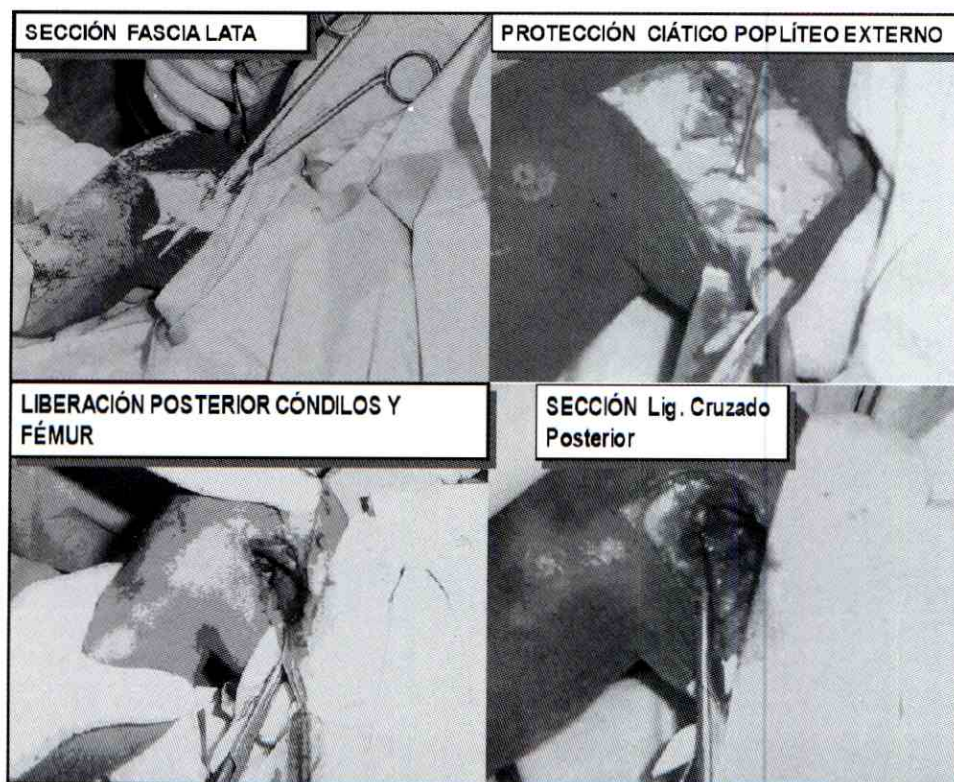 SECCIÓN FASCIA LATA
PROTECCIÓN CIÁTICO POPLÍTEO EXTERNO
LIBERACIÓN POSTERIOR CÓNDILOS Y
FÉMUR
SECCIÓN Lig. Cruzado
Posterior